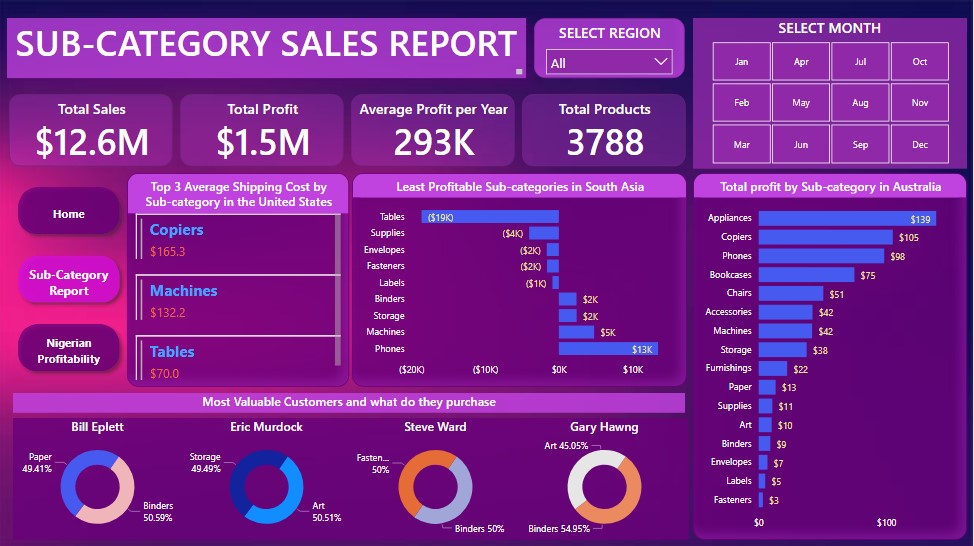 SUB-CATEGORY SALES REPORT
SELECT REGION
All
SELECT MONTH
Jan
Apr
Jul
Oct
Feb
May
Aug
Nov
Mar
Jun
Sep
Dec
Total Sales
$12.6M
Total Profit
$1.5M
Average Profit per Year
293K
Total Products
3788
Home
Sub-Category
Report
Nigerian
Profitability
Top 3 Average Shipping Cost by
Sub-category in the United States
Copiers
$165.3
Machines
$132.2
Tables
$70.0
Least Profitable Sub-categories in South Asia
Tables ($19K)
Supplies ($4K)
Envelopes ($2K)
Fasteners ($2K)
Labels ($1K)
Binders $2K
Storage $2K
Machines $5K
Phones $13K
($20K) ($10K) $0K $10K
Total profit by Sub-category in Australia
Appliances $139
Copiers $105
Phones $98
Bookcases $75
Chairs $51
Accessories $42
Machines $42
Storage $38
Furnishings $22
Paper $13
Supplies $11
Art $10
Binders $9
Envelopes $7
Labels $5
Fasteners $3
$0 $100
Most Valuable Customers and what do they purchase
Bill Eplett
Paper
49.41%
Binders
50.59%
Eric Murdock
Storage
49.49%
Art
50.51%
Steve Ward
Fasten...
50%
Binders 50%
Gary Hawng
Art 45.05%
Binders 54.95%